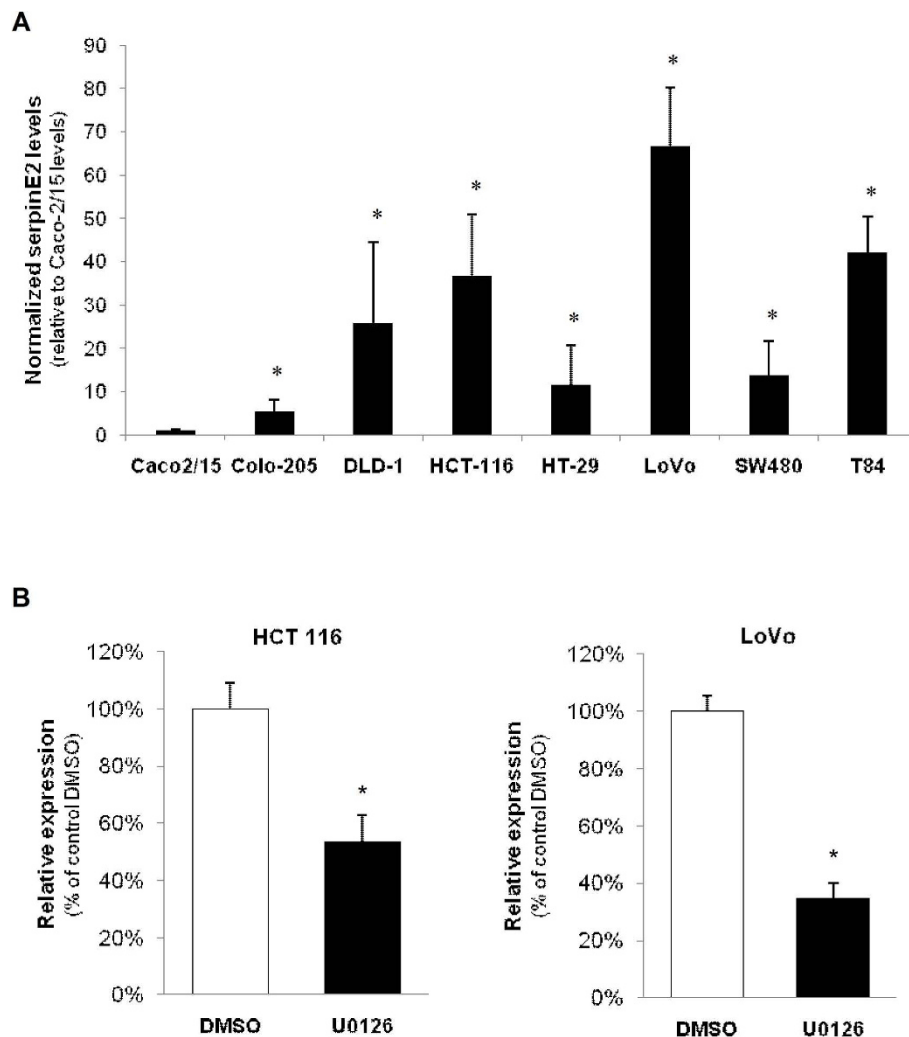 A
Normalized serpinE2 levels
(relative to Caco-2/15 levels)
90
80
70
60
50
40
30
20
10
0
*
*
*
*
*
*
*
Caco2/15 Colo-205 DLD-1 HCT-116 HT-29 LoVo SW480 T84
B
HCT 116
Relative expression
(% of control DMSO)
120%
100%
80%
60%
40%
20%
0%
*
DMSO U0126
LoVo
Relative expression
(% of control DMSO)
120%
100%
80%
60%
40%
20%
0%
*
DMSO U0126